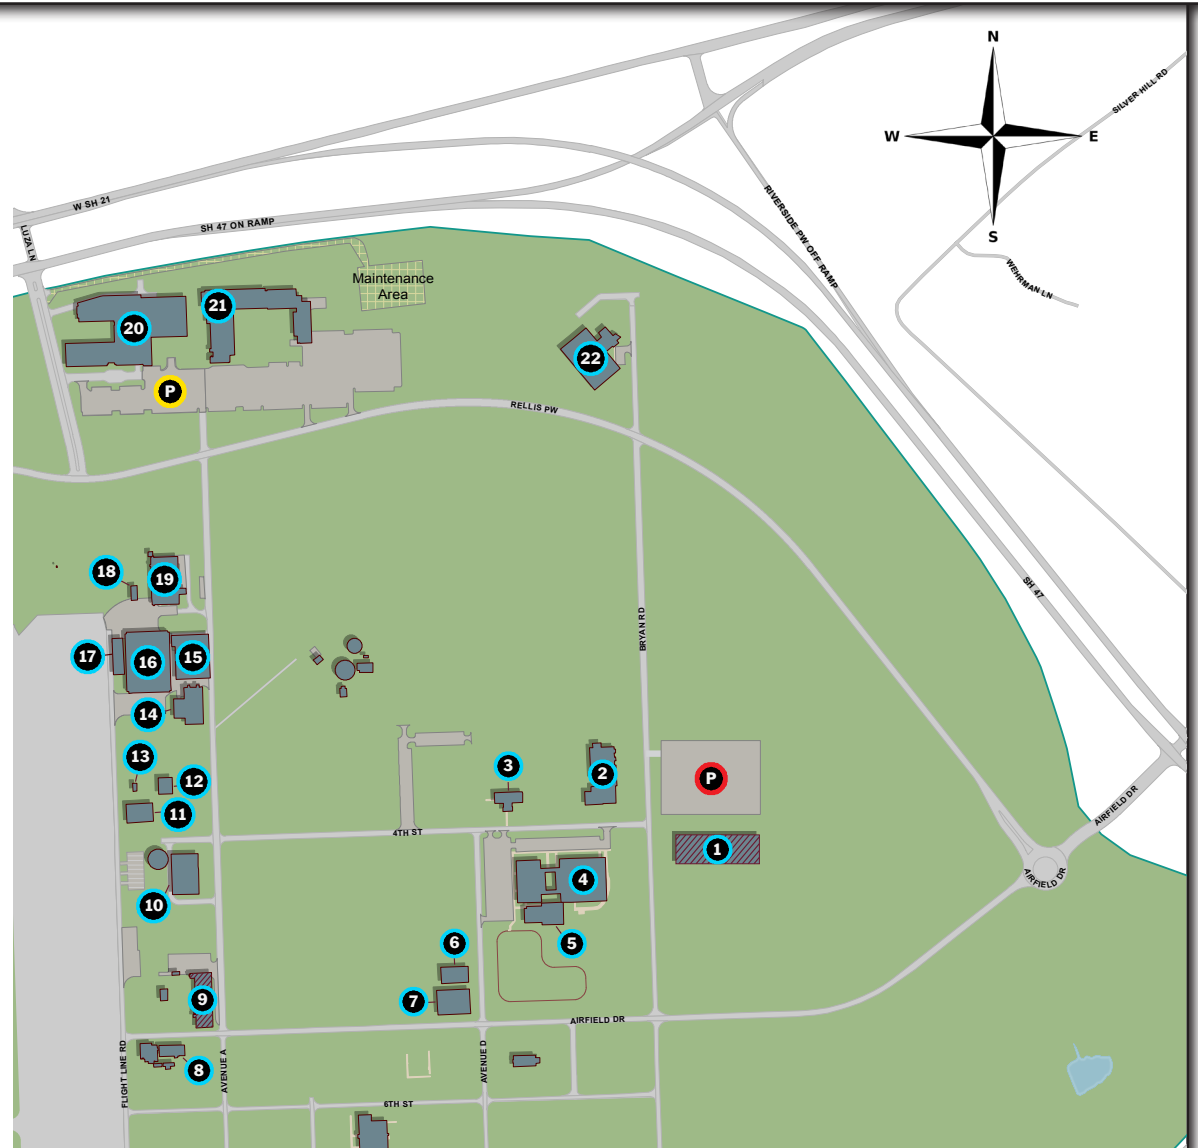 N
SILVER HILL RD
W
E
W SH 21
RIVERSIDE PW OFF RAMP
LUZA LN
SH 47 ON RAMP
S
WEHRMAN LN
Maintenance
Area
21
20
22
P
RELLIS PW
18
19
SH 47
BRYAN RD
17
16
15
14
13
3
2
P
12
11
AIRFIELD DR
4TH ST
1
AIRFIELD DR
4
10
6
5
9
7
AIRFIELD DR
8
FLIGHT LINE RD
AVENUE A
AVENUE D
6TH ST